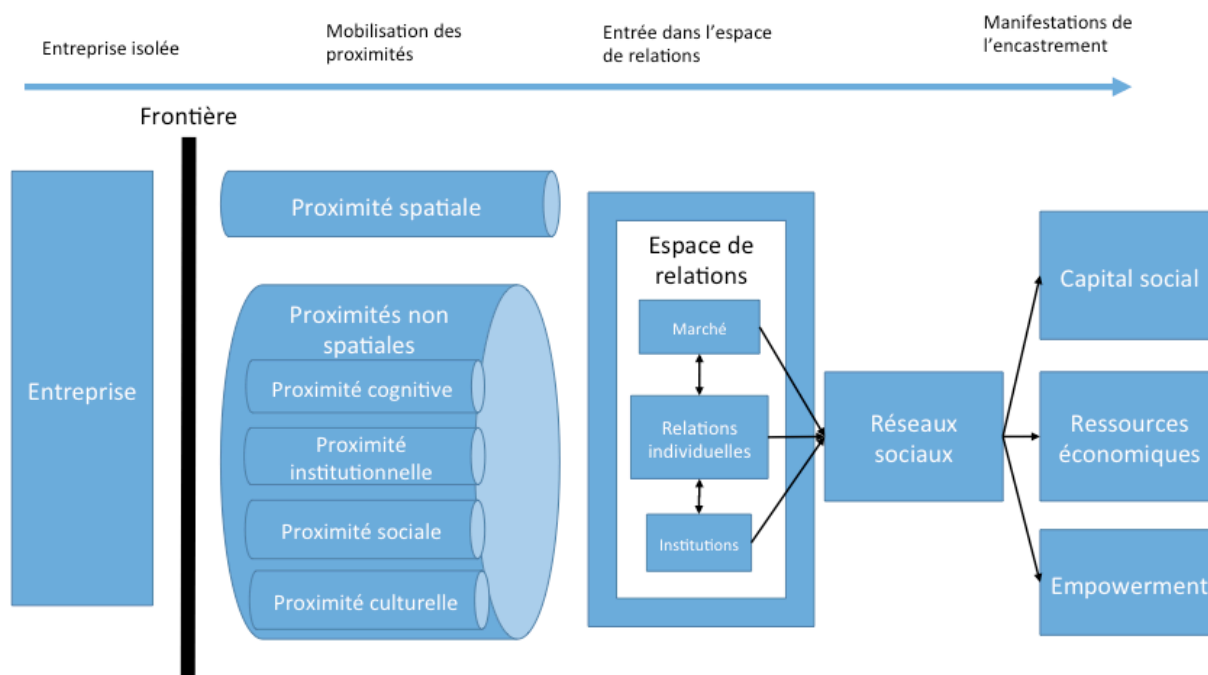 Entreprise isolée
Mobilisation des
proximités
Entrée dans l'espace
de relations
Manifestations de
l'encastrement
Frontière
Entreprise
Proximité spatiale
Proximités non
spatiales
Proximité cognitive
Proximité
institutionnelle
Proximité sociale
Proximité culturelle
Espace de
relations
Marché
Relations
individuelles
Institutions
Réseaux
sociaux
Capital social
Ressources
économiques
Empowerment